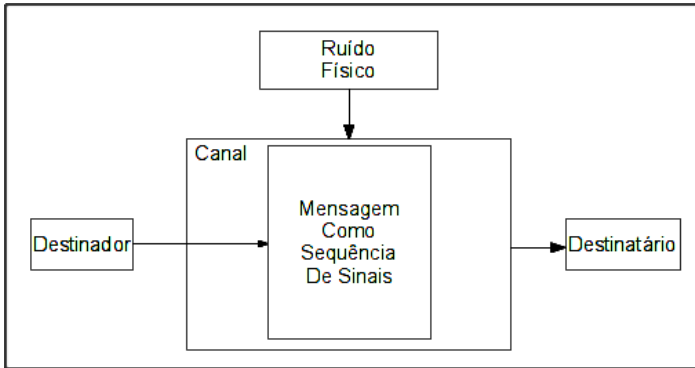 Ruído
Físico
Canal
Mensagem
Como
Sequência
De Sinais
Destinador
Destinatário